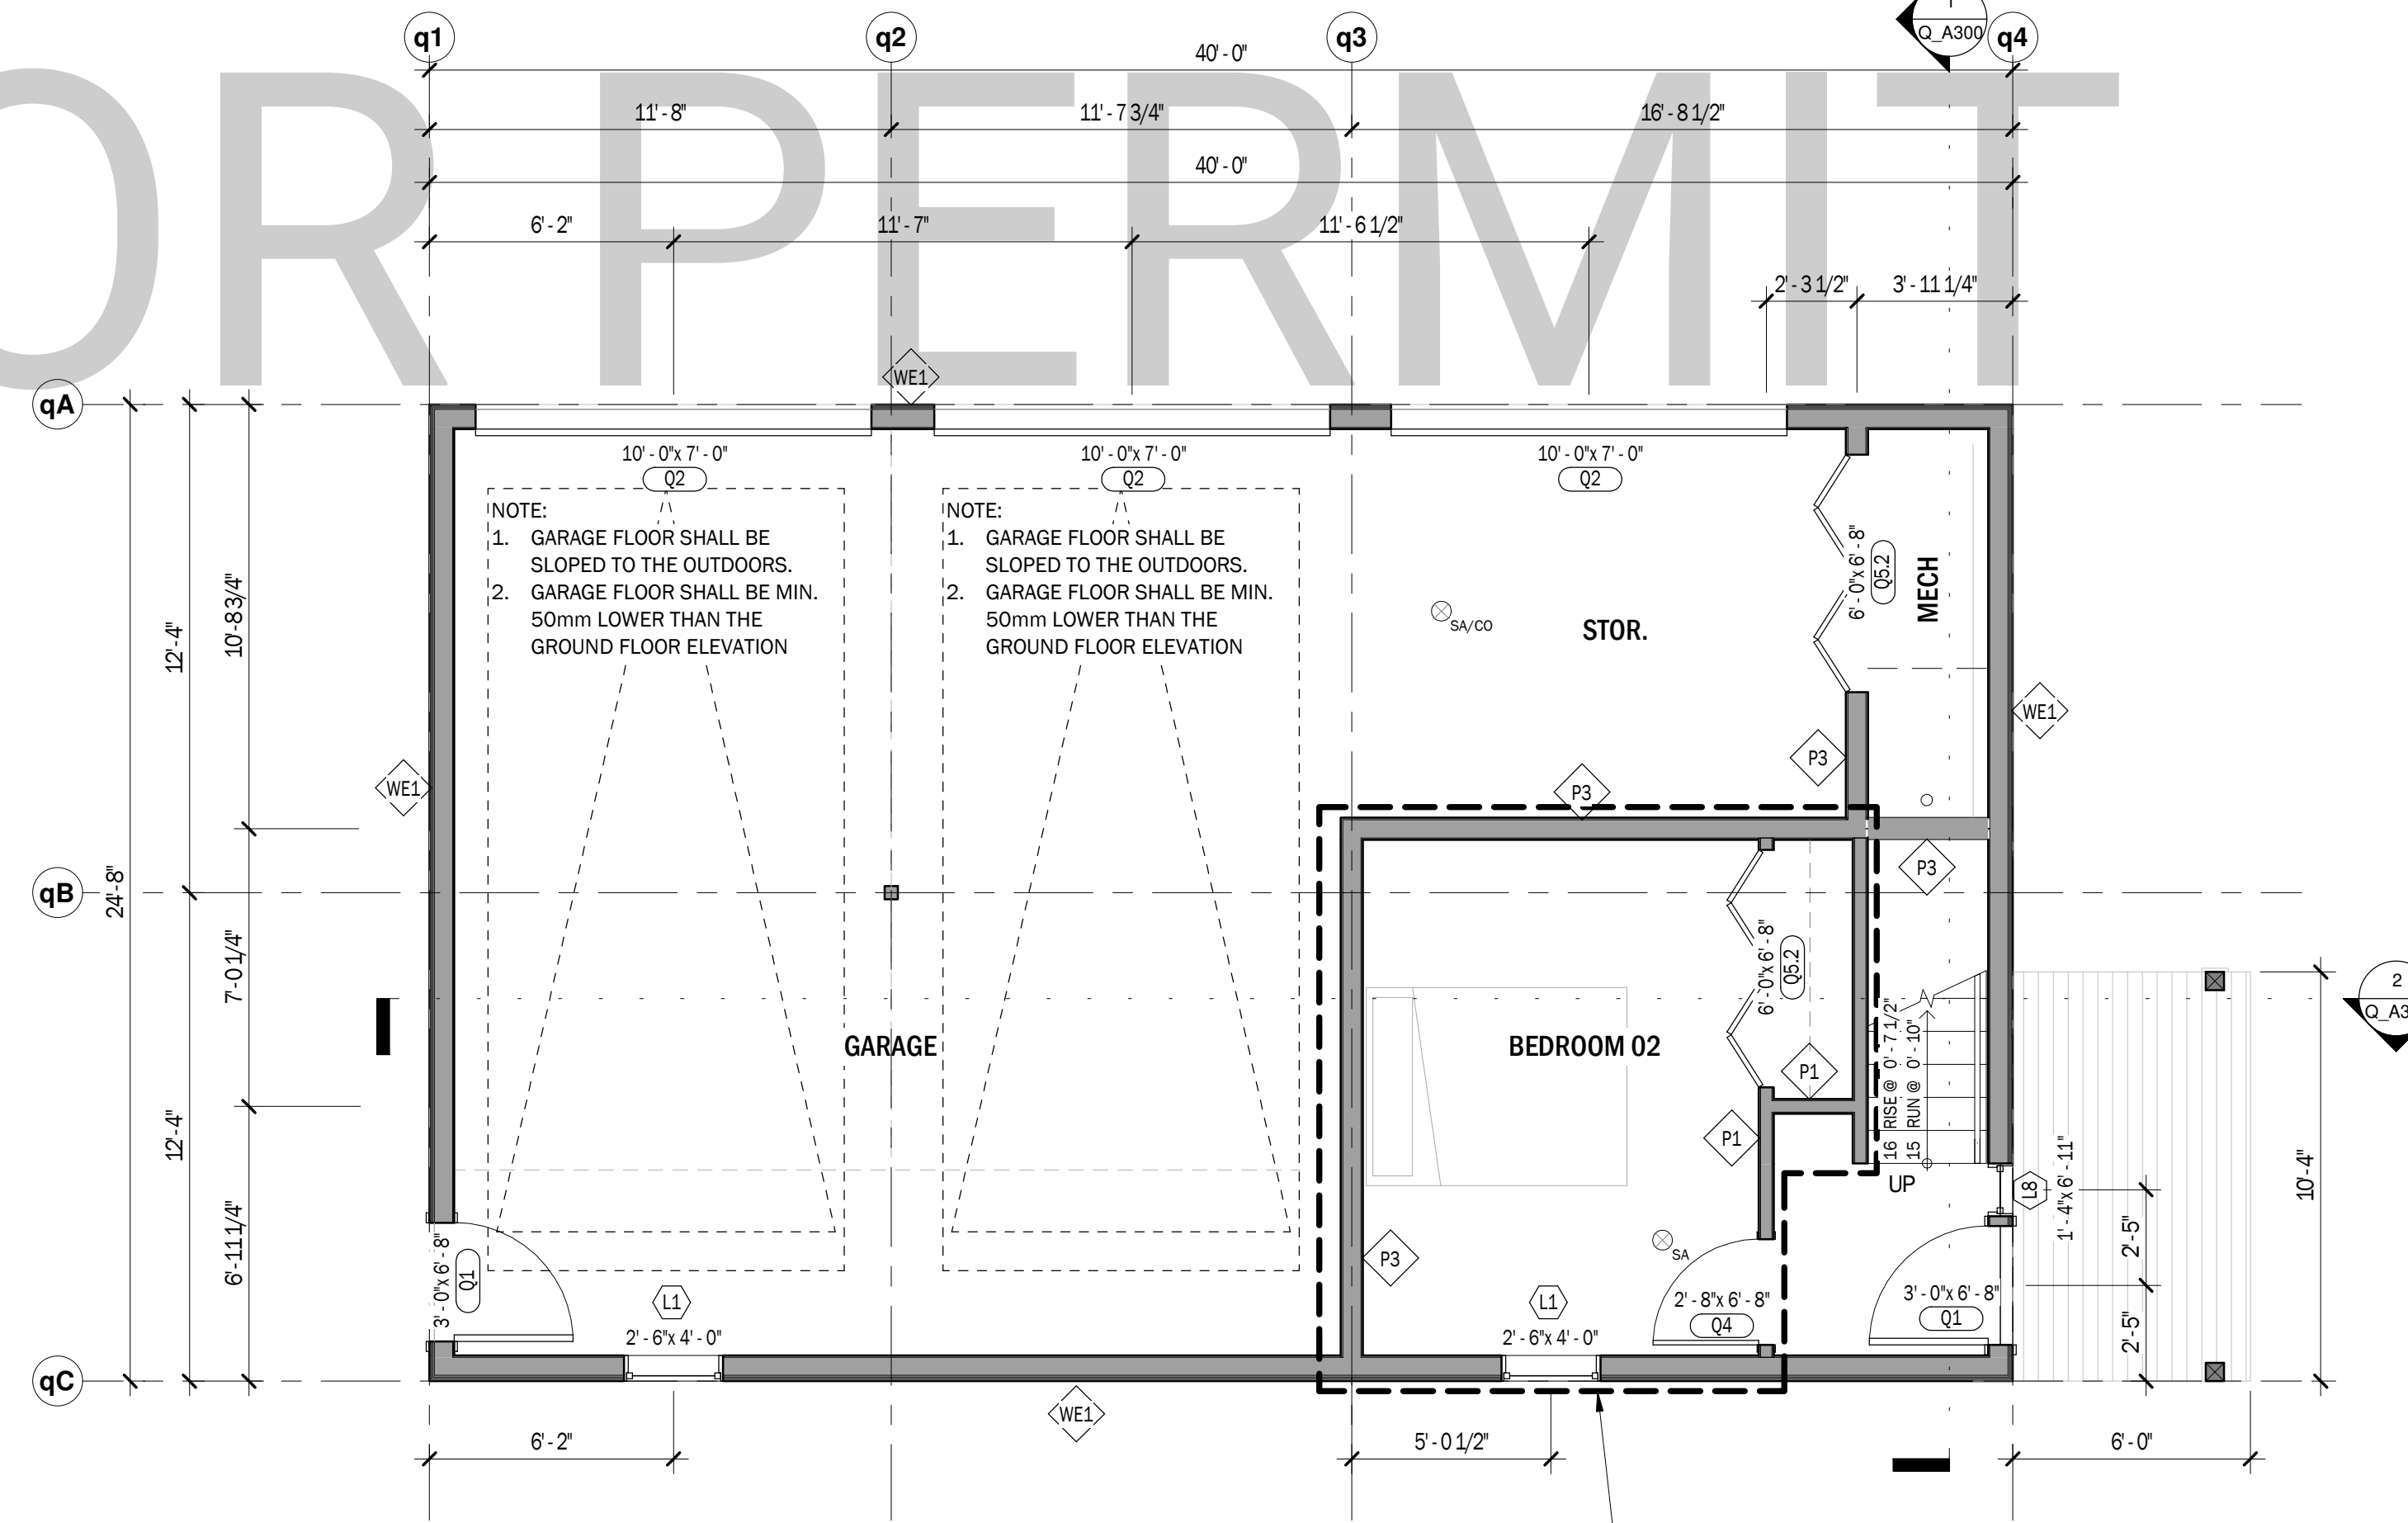 1
Q_A300
q1
q2
q3
q4
40' - 0"
11' - 8"
11' - 7 3/4"
16' - 8 1/2"
OR PERMIT
40' - 0"
6' - 2"
11' - 7"
11' - 6 1/2"
2' - 3 1/2"
3' - 11 1/4"
WE1
qA
10' - 0"x 7' - 0"
Q2
10' - 0"x 7' - 0"
Q2
10' - 0"x 7' - 0"
Q2
NOTE:
1. GARAGE FLOOR SHALL BE
SLOPED TO THE OUTDOORS.
2. GARAGE FLOOR SHALL BE MIN.
50mm LOWER THAN THE
GROUND FLOOR ELEVATION
NOTE:
1. GARAGE FLOOR SHALL BE
SLOPED TO THE OUTDOORS.
2. GARAGE FLOOR SHALL BE MIN.
50mm LOWER THAN THE
GROUND FLOOR ELEVATION
6' - 0"x 6' - 8"
Q5.2
MECH
SA/CO
STOR.
12'-4"
10'-8 3/4"
WE1
P3
WE1
P3
P3
qB
24'-8"
7'-0 1/4"
6' - 0"x 6' - 8"
Q5.2
2
Q_A3
GARAGE
BEDROOM 02
P1
16 RISE @ 0' - 7 1/2"
15 RUN @ 0' - 10"
12'-4"
P1
UP
L8
1' - 4"x 6' - 11"
10'-4"
6'-11 1/4"
3' - 0"x 6' - 8"
Q1
P3
SA
2'-5"
L1
2' - 6"x 4' - 0"
L1
2' - 6"x 4' - 0"
2' - 8"x 6' - 8"
Q4
3' - 0"x 6' - 8"
Q1
2'-5"
qC
WE1
6' - 2"
5' - 0 1/2"
6' - 0"